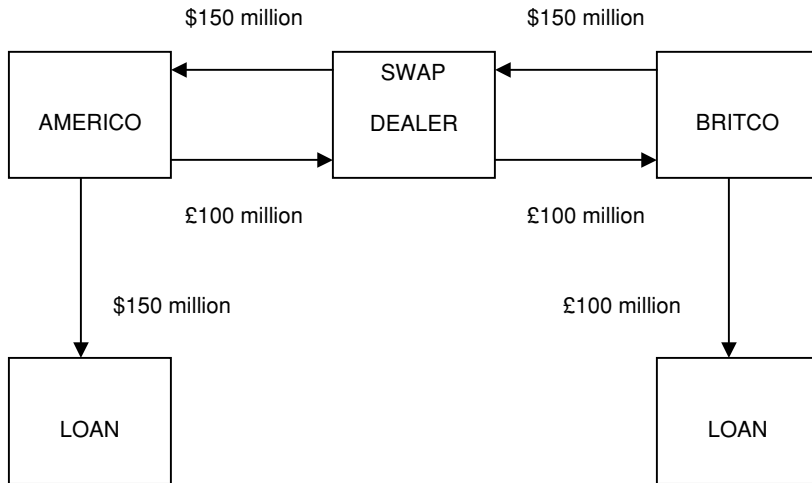 $150 million
$150 million
SWAP
DEALER
AMERICO
BRITCO
£100 million
£100 million
$150 million
£100 million
LOAN
LOAN